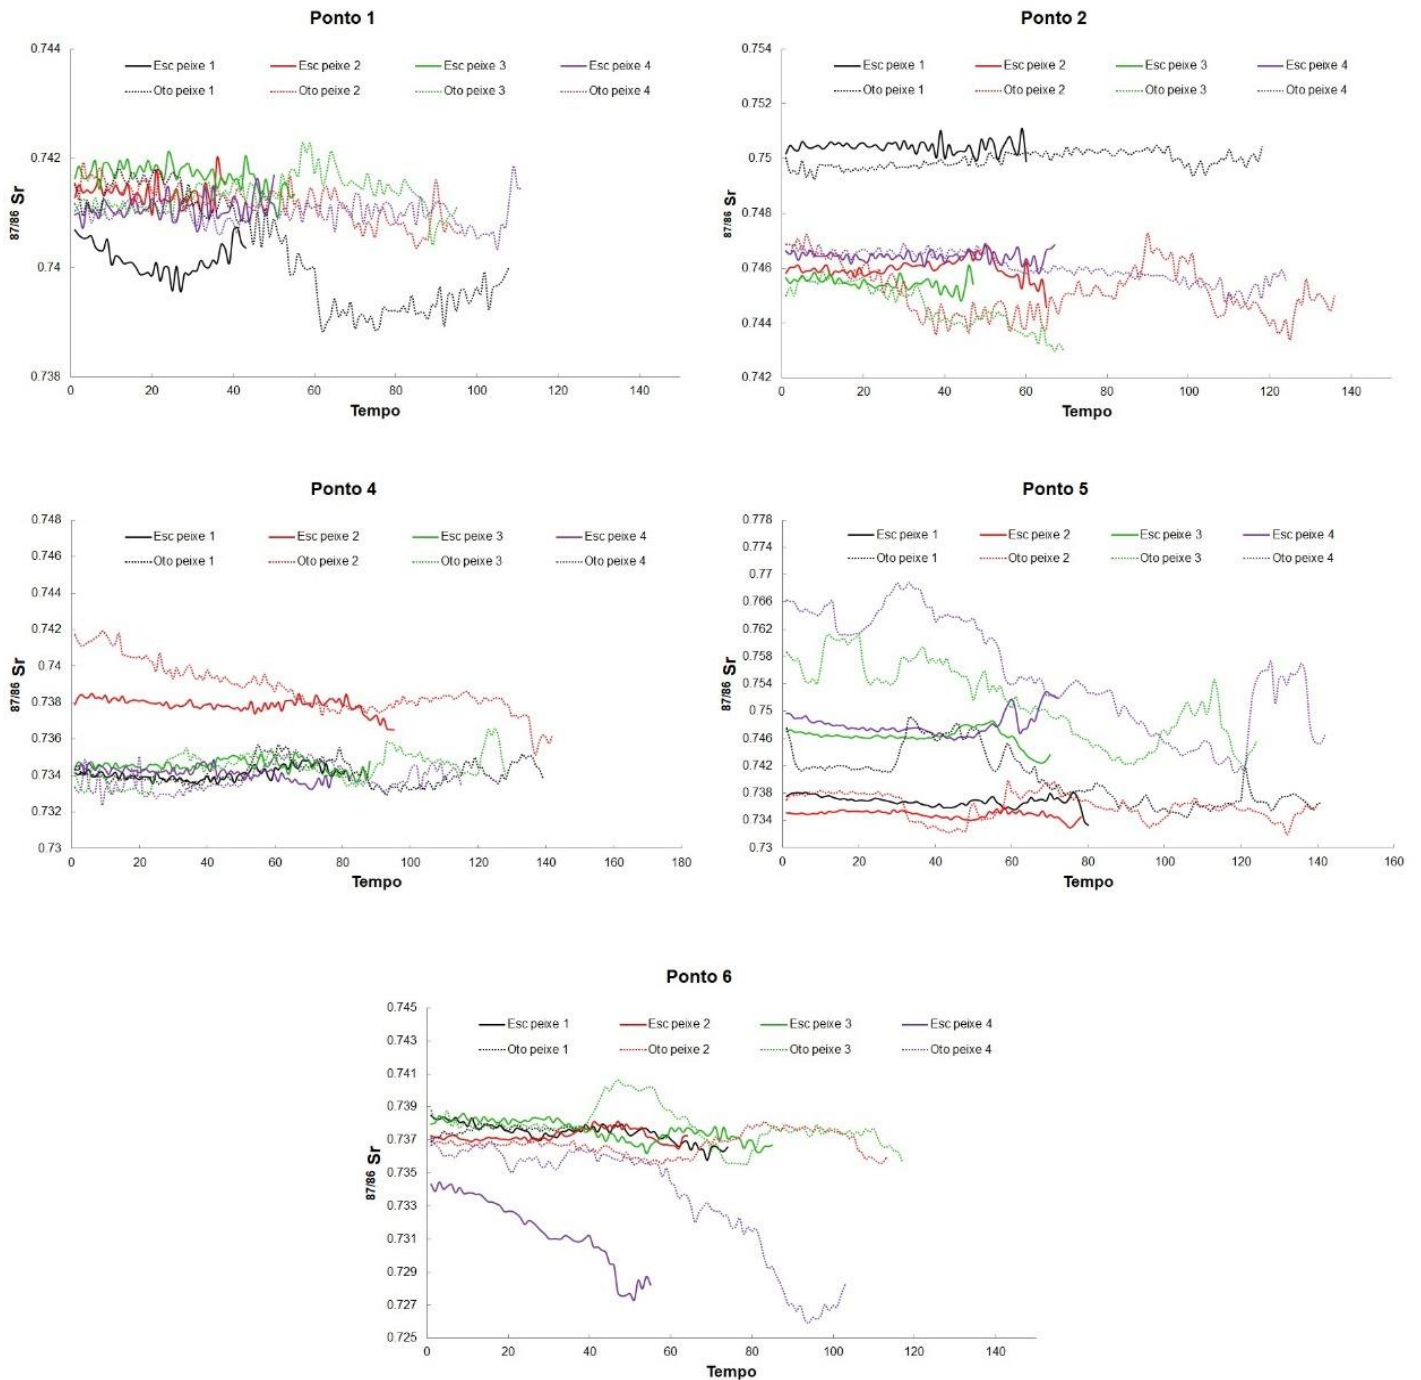 Ponto 1
0.744
Esc peixe 1 Esc peixe 2 Esc peixe 3 Esc peixe 4
Oto peixe 1 Oto peixe 2 Oto peixe 3 Oto peixe 4
0.742
87/86 Sr
0.74
0.738
0 20 40 60 80 100 120 140
Tempo
Ponto 2
0.754
Esc peixe 1 Esc peixe 2 Esc peixe 3 Esc peixe 4
0.752
Oto peixe 1 Oto peixe 2 Oto peixe 3 Oto peixe 4
0.75
0.748
87/86 Sr
0.746
0.744
0.742
0 20 40 60 80 100 120 140
Tempo
Ponto 4
0.748
Esc peixe 1 Esc peixe 2 Esc peixe 3 Esc peixe 4
0.746
Oto peixe 1 Oto peixe 2 Oto peixe 3 Oto peixe 4
0.744
0.742
0.74
87/86 Sr
0.738
0.736
0.734
0.732
0.73
0 20 40 60 80 100 120 140 160 180
Tempo
Ponto 5
0.778
Esc peixe 1 Esc peixe 2 Esc peixe 3 Esc peixe 4
0.774
Oto peixe 1 Oto peixe 2 Oto peixe 3 Oto peixe 4
0.77
0.766
0.762
0.758
0.754
87/86 Sr
0.75
0.746
0.742
0.738
0.734
0.73
0 20 40 60 80 100 120 140 160
Tempo
Ponto 6
0.745
Esc peixe 1 Esc peixe 2 Esc peixe 3 Esc peixe 4
0.743
Oto peixe 1 Oto peixe 2 Oto peixe 3 Oto peixe 4
0.741
0.739
0.737
87/86 Sr
0.735
0.733
0.731
0.729
0.727
0.725
0 20 40 60 80 100 120 140
Tempo